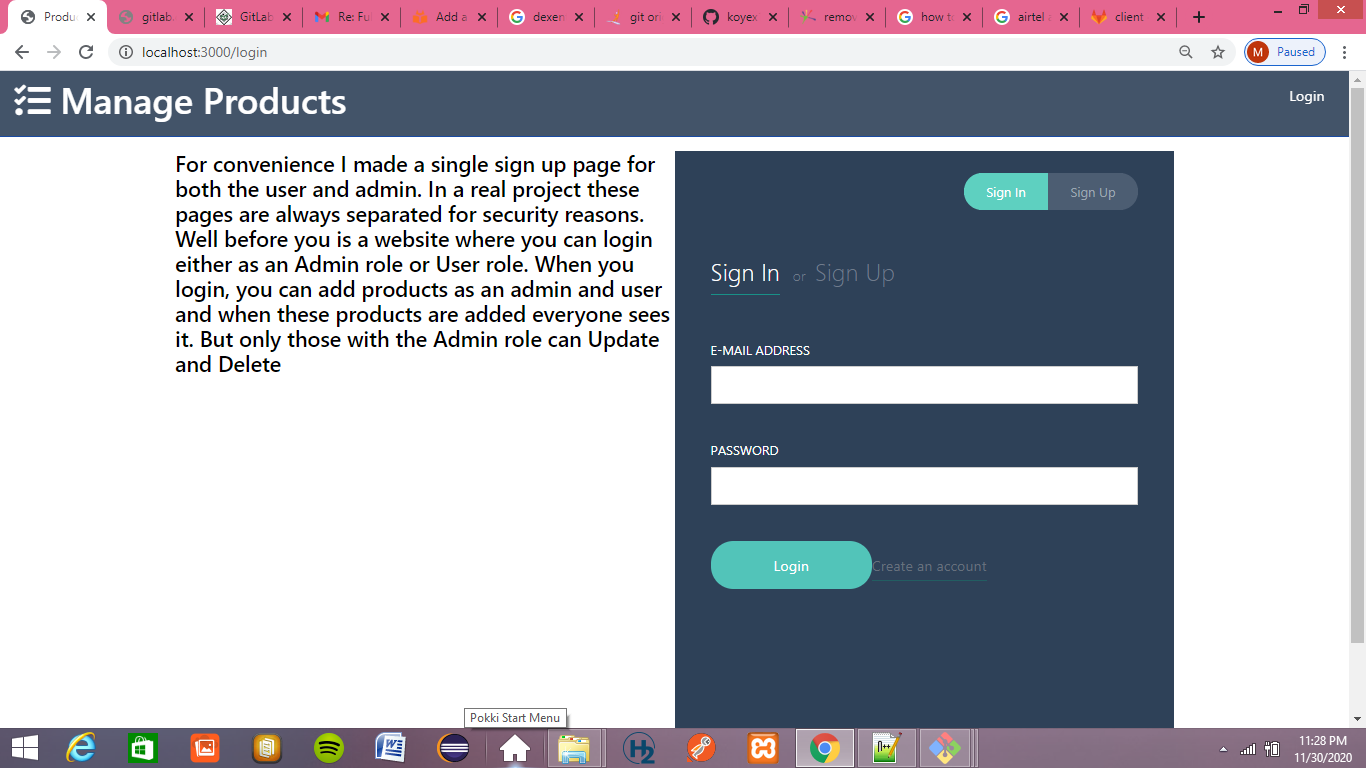 Produ
gitlab.
GitLab
Re: Ful
Add a
dexen
git ori
koyex
remov
how to
airtel a
client
localhost:3000/login
M Paused
Manage Products
Login
For convenience I made a single sign up page for
both the user and admin. In a real project these
pages are always separated for security reasons.
Well before you is a website where you can login
either as an Admin role or User role. When you
login, you can add products as an admin and user
and when these products are added everyone sees
it. But only those with the Admin role can Update
and Delete
Sign In Sign Up
Sign In or Sign Up
E-MAIL ADDRESS
PASSWORD
Login Create an account
Pokki Start Menu
H2
N++
11:28 PM
11/30/2020